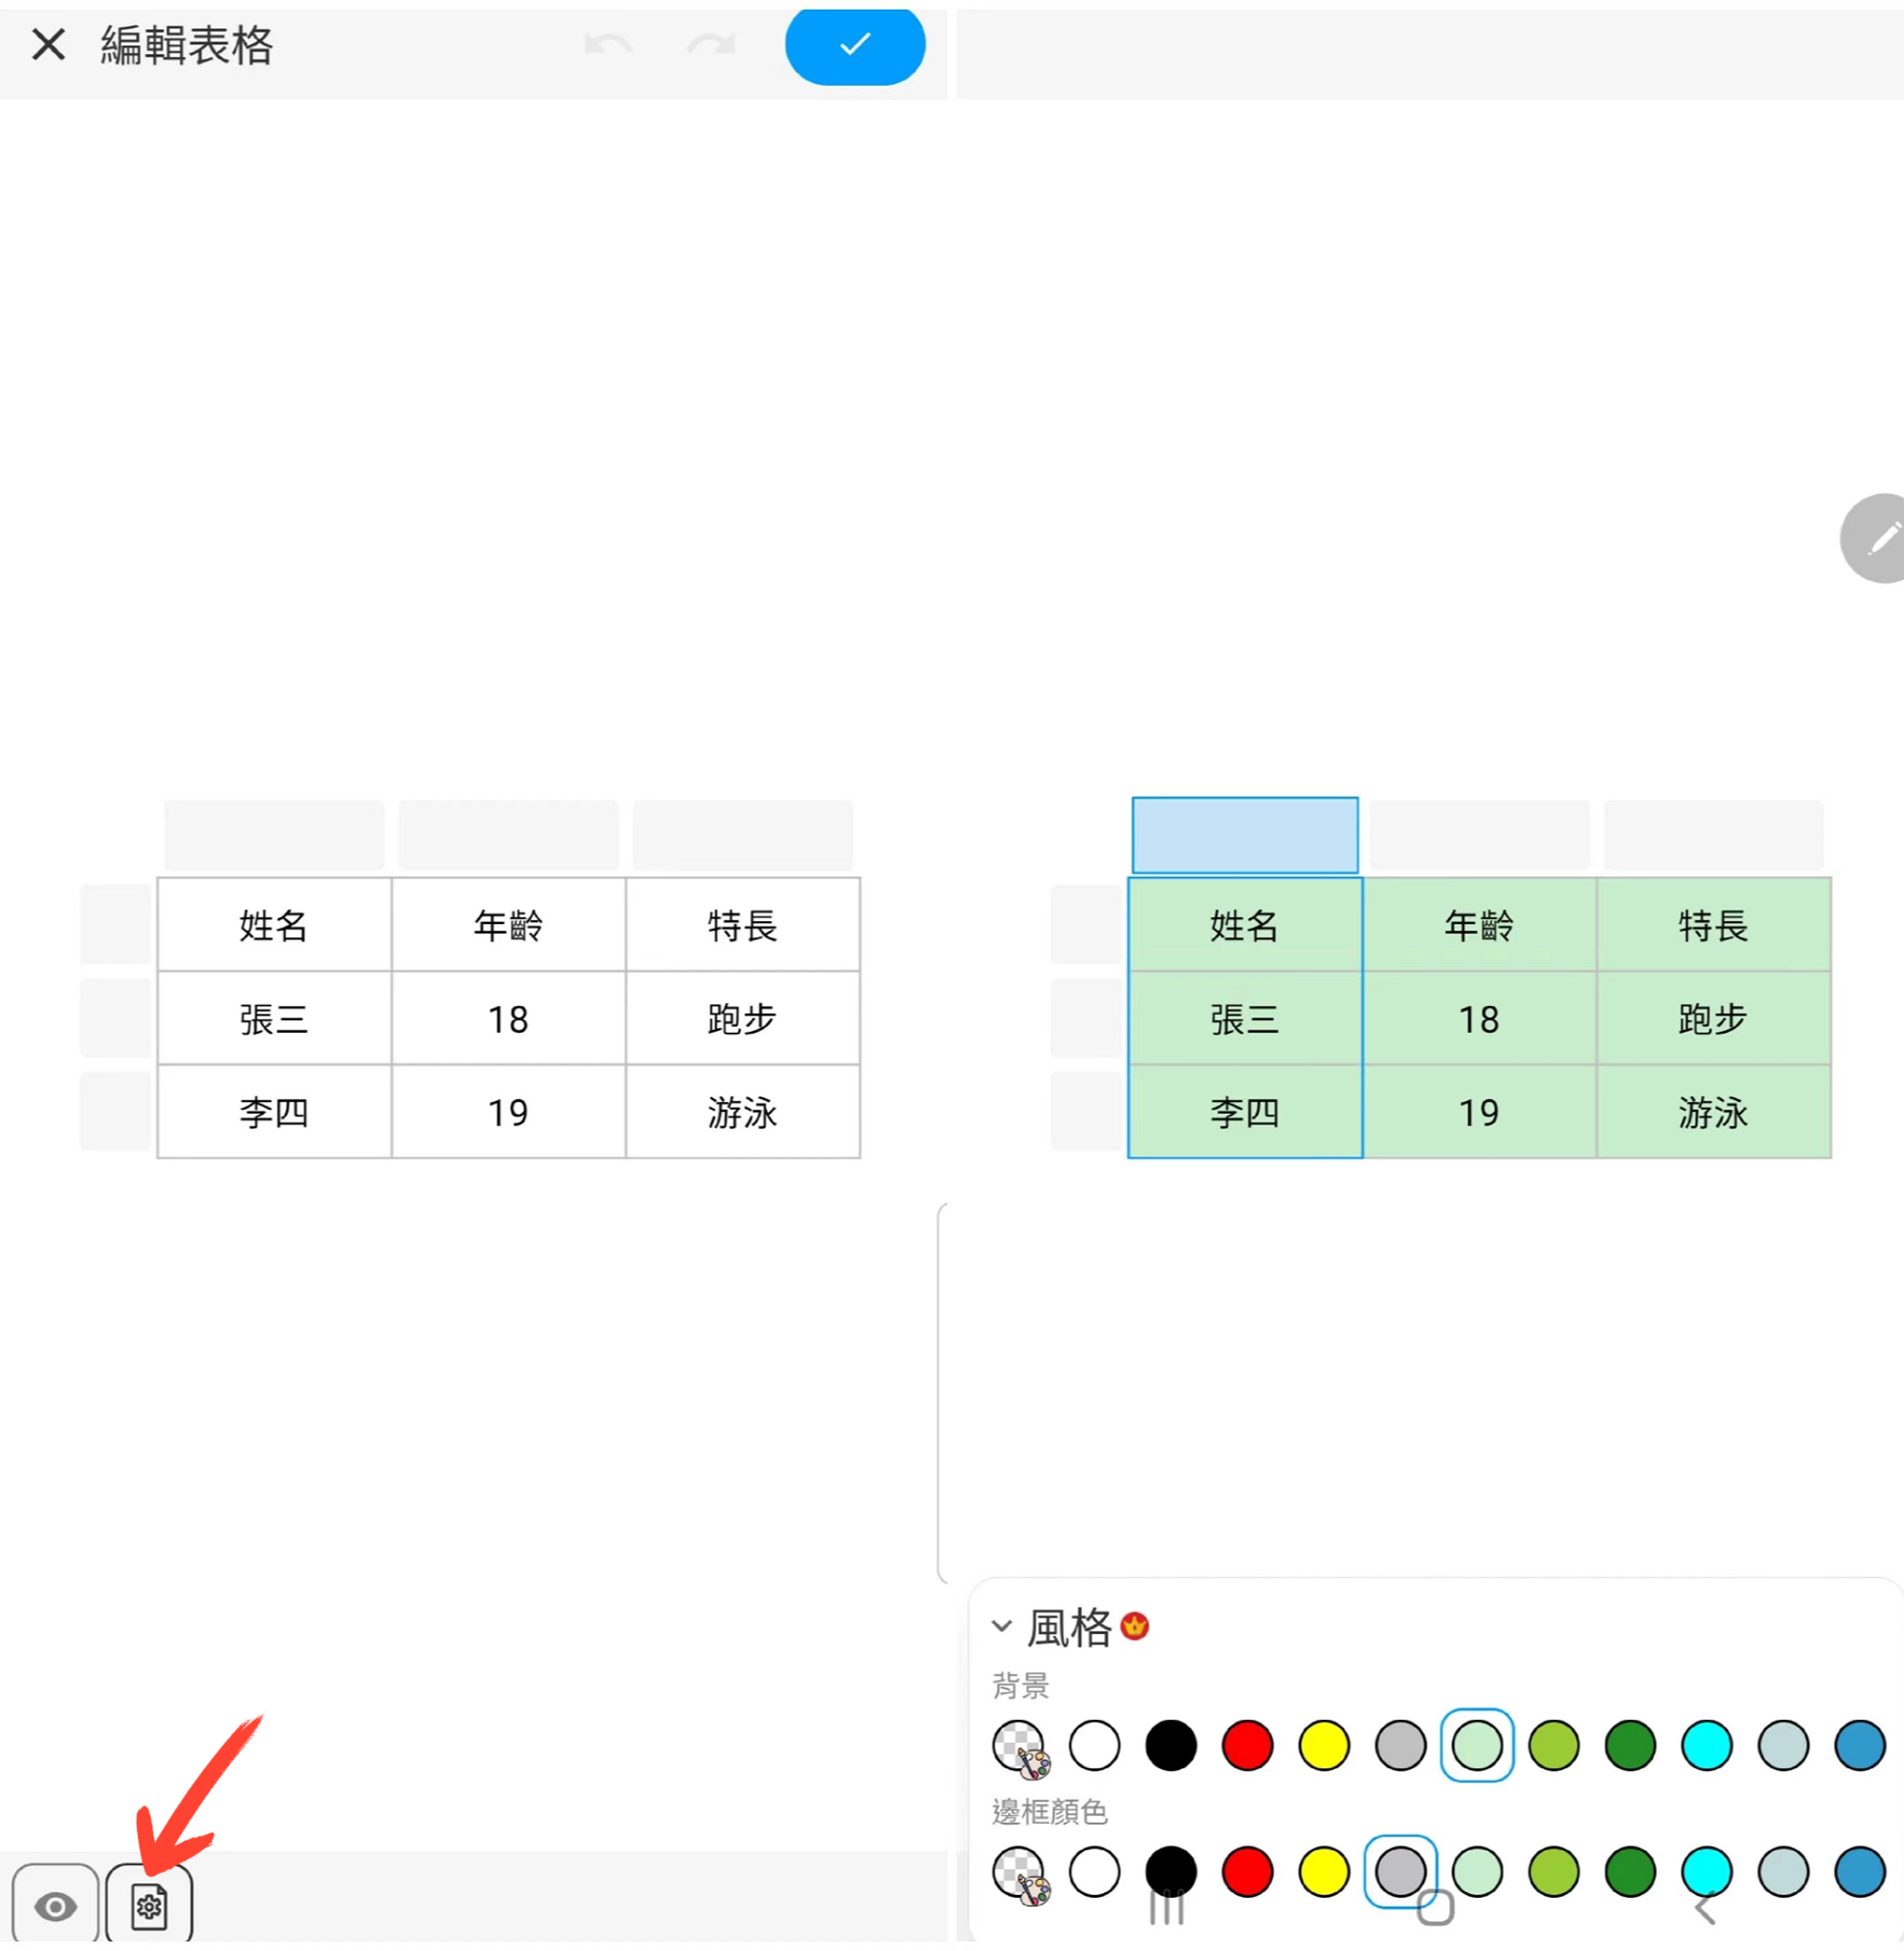 編輯表格
姓名 年齡 特長
張三 18 跑步
李四 19 游泳
姓名 年齡 特長
張三 18 跑步
李四 19 游泳
風格
背景
邊框顏色